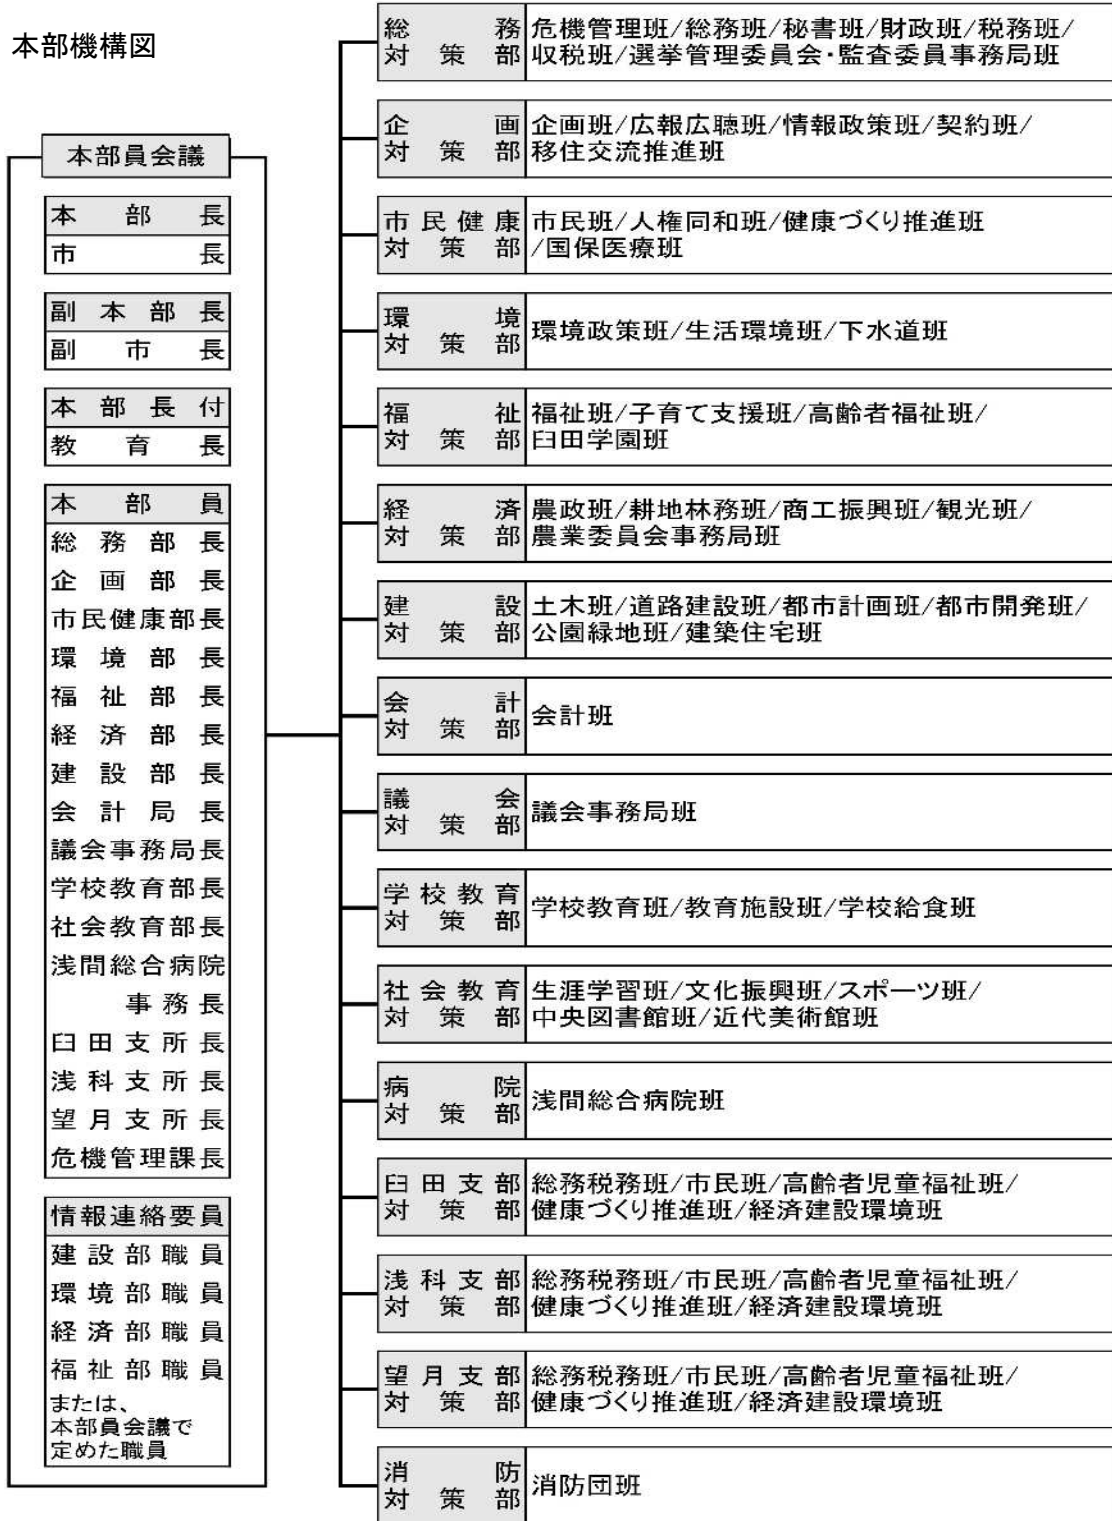 本部機構図
本部員会議
本部長
市長
副本部長
副市長
本部長付
教育長
本部員
総務部長
企画部長
市民健康部長
環境部長
福祉部長
経済部長
建設部長
会計局長
議会事務局長
学校教育部長
社会教育部長
浅間総合病院
事務長
臼田支所長
浅科支所長
望月支所長
危機管理課長
情報連絡要員
建設部職員
環境部職員
経済部職員
福祉部職員
または、
本部員会議で
定めた職員
総務
対策部
危機管理班/総務班/秘書班/財政班/税務班/
収税班/選挙管理委員会・監査委員事務局班
企画
対策部
企画班/広報広聴班/情報政策班/契約班/
移住交流推進班
市民健康
対策部
市民班/人権同和班/健康づくり推進班
/国保医療班
環境
対策部
環境政策班/生活環境班/下水道班
福祉
対策部
福祉班/子育て支援班/高齢者福祉班/
臼田学園班
経済
対策部
農政班/耕地林務班/商工振興班/観光班/
農業委員会事務局班
建設
対策部
土木班/道路建設班/都市計画班/都市開発班/
公園緑地班/建築住宅班
会計
対策部
会計班
議会
対策部
議会事務局班
学校教育
対策部
学校教育班/教育施設班/学校給食班
社会教育
対策部
生涯学習班/文化振興班/スポーツ班/
中央図書館班/近代美術館班
病院
対策部
浅間総合病院班
臼田支部
対策部
総務税務班/市民班/高齢者児童福祉班/
健康づくり推進班/経済建設環境班
浅科支部
対策部
総務税務班/市民班/高齢者児童福祉班/
健康づくり推進班/経済建設環境班
望月支部
対策部
総務税務班/市民班/高齢者児童福祉班/
健康づくり推進班/経済建設環境班
消防
対策部
消防団班